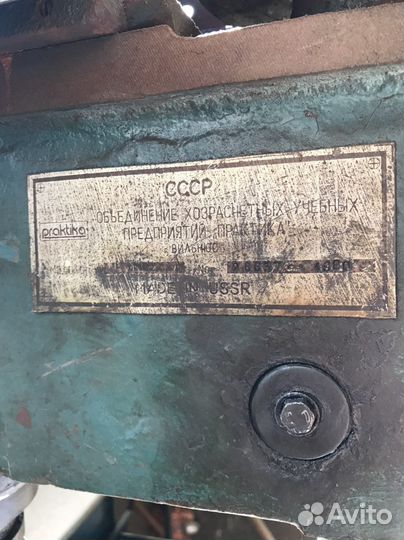 СССР
praktika
ОБЪЕДИНЕНИЕ ХОЗРАСЧЕТНЫХ УЧЕБНЫХ
ПРЕДПРИЯТИЙ „ПРАКТИКА“
г. ВИЛЬНЮС
MADE IN USSR
Avito